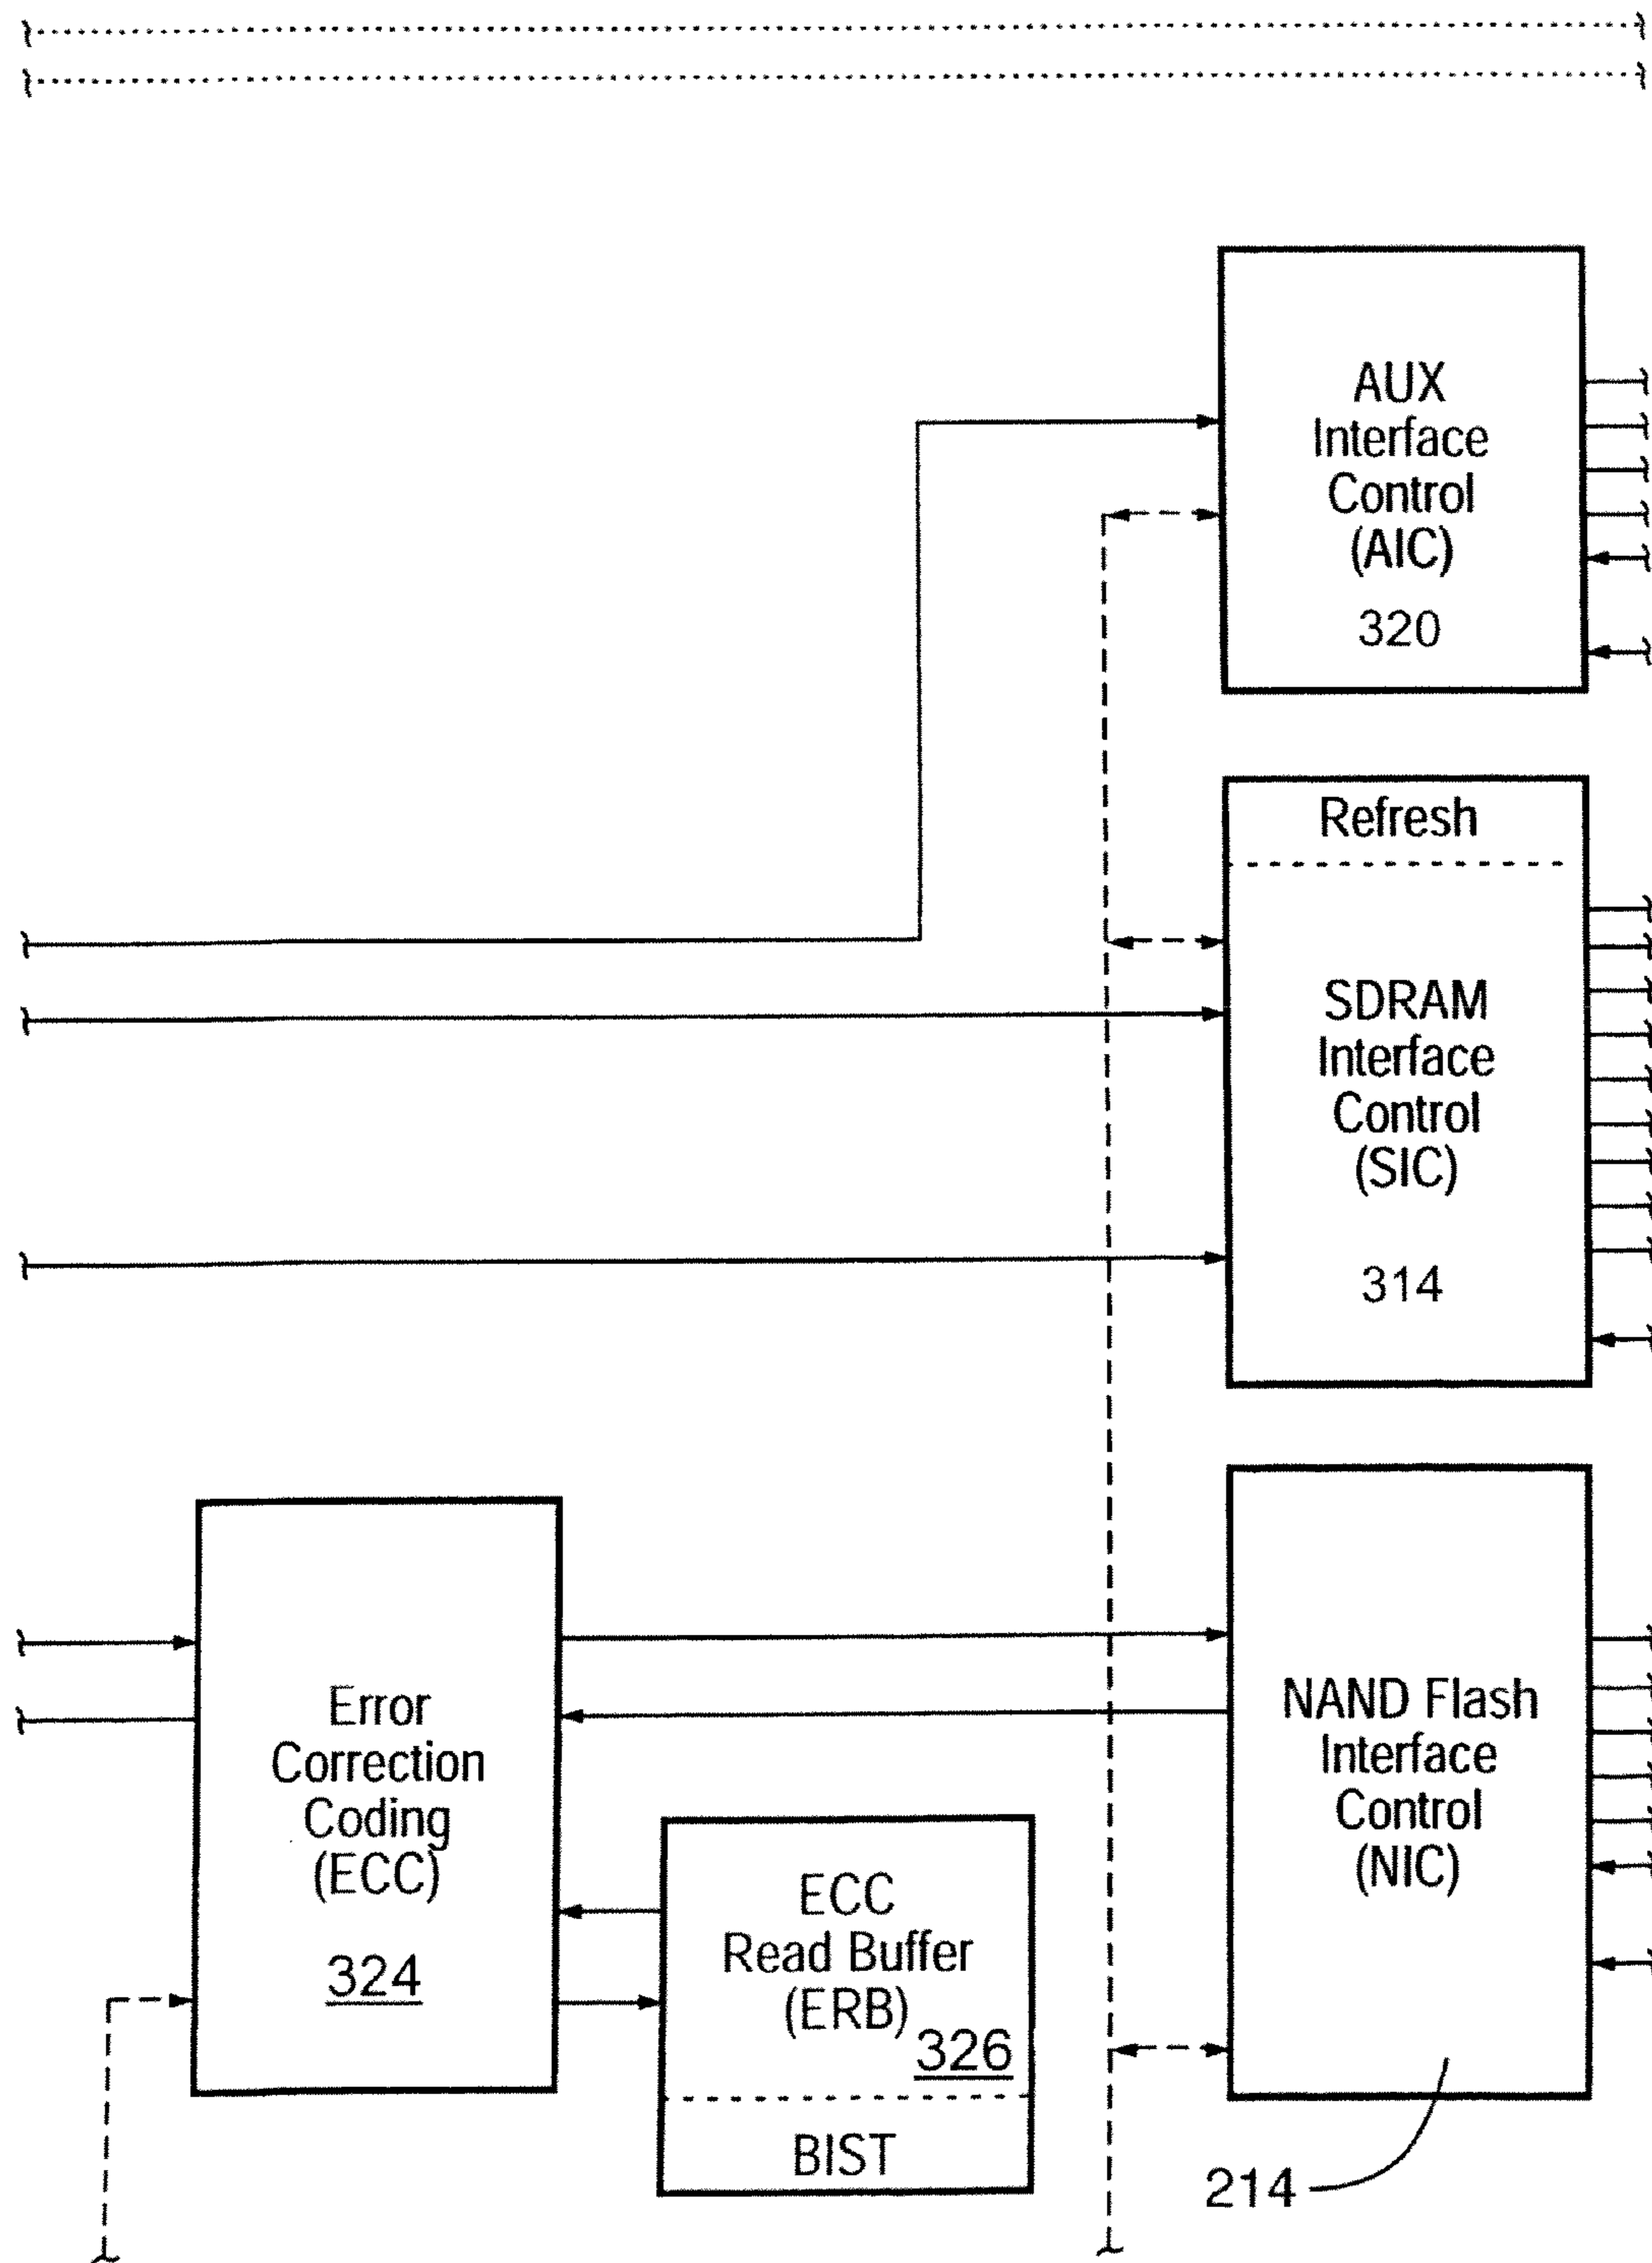 AUX
Interface
Control
(AIC)
320
Refresh
SDRAM
Interface
Control
(SIC)
314
Error
Correction
Coding
(ECC)
324
ECC
Read Buffer
(ERB)
326
BIST
NAND Flash
Interface
Control
(NIC)
214